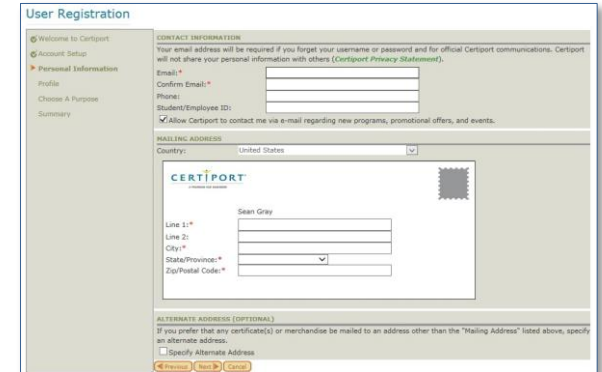 User Registration
Welcome to Certiport
Account Setup
Personal Information
Profile
Choose A Purpose
Summary
CONTACT INFORMATION
Your email address will be required if you forget your username or password and for official Certiport communications. Certiport
will not share your personal information with others (Certiport Privacy Statement).
Email:*
Confirm Email:*
Phone:
Student/Employee ID:
Allow Certiport to contact me via e-mail regarding new programs, promotional offers, and events.
MAILING ADDRESS
Country: United States
CERTIPORT
Sean Gray
Line 1:*
Line 2:
City:*
State/Province:*
Zip/Postal Code:*
ALTERNATE ADDRESS (OPTIONAL)
If you prefer that any certificate(s) or merchandise be mailed to an address other than the "Mailing Address" listed above, specify
an alternate address.
Specify Alternate Address
Previous Next Cancel